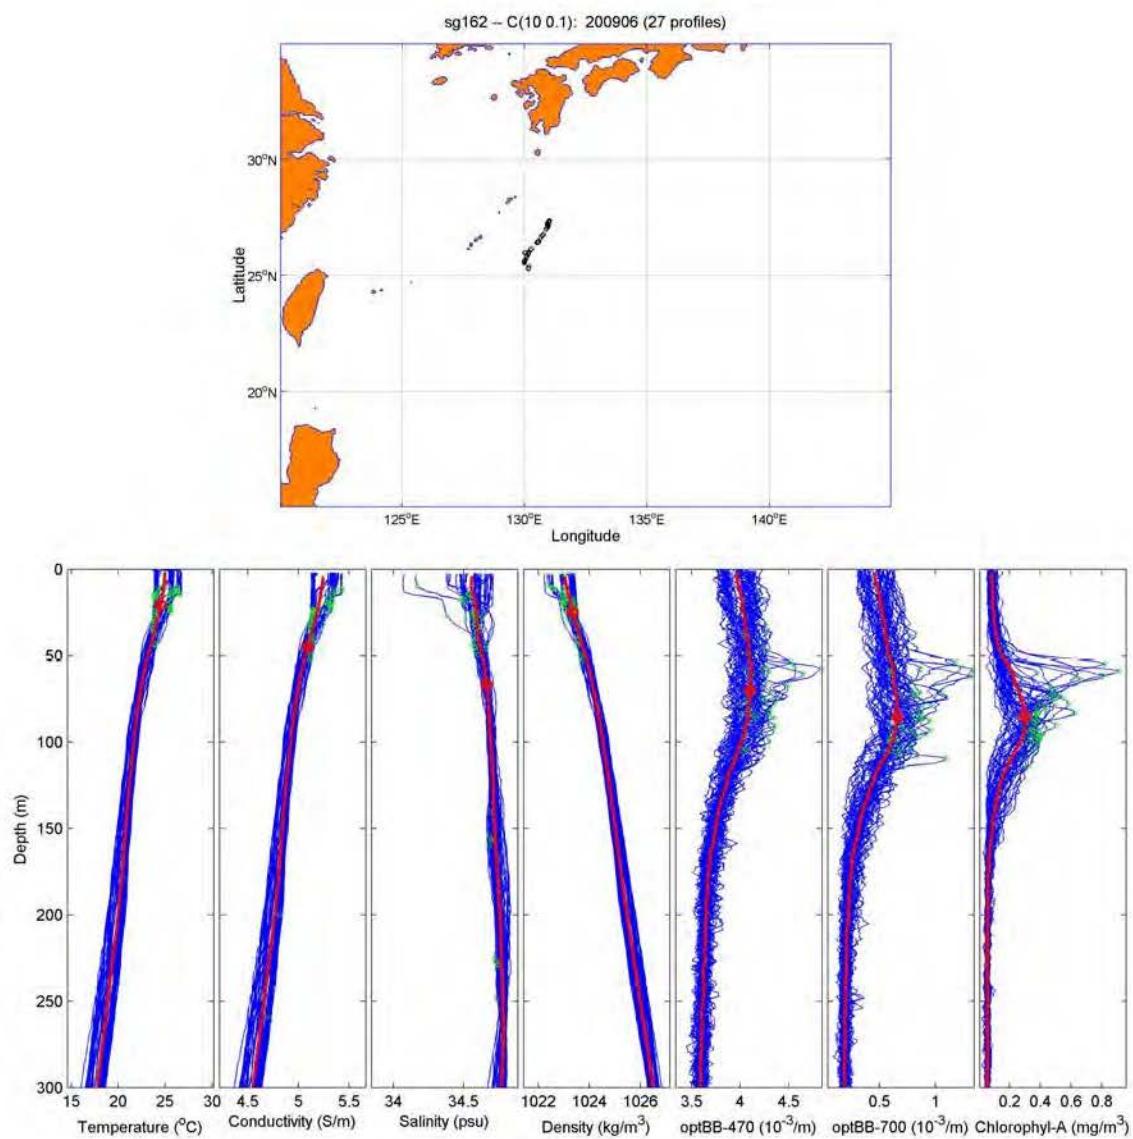 sg162 – C(10 0.1): 200906 (27 profiles)
30°N
25°N
20°N
Latitude
125°E 130°E 135°E 140°E
Longitude
0
50
100
150
200
250
300
Depth (m)
15 20 25 30
4.5 5 5.5
34 34.5
1022 1024 1026
3.5 4 4.5
0.5 1
0.2 0.4 0.6 0.8
Temperature (°C)
Conductivity (S/m)
Salinity (psu)
Density (kg/m³)
optBB-470 (10⁻³/m)
optBB-700 (10⁻³/m)
Chlorophyl-A (mg/m³)